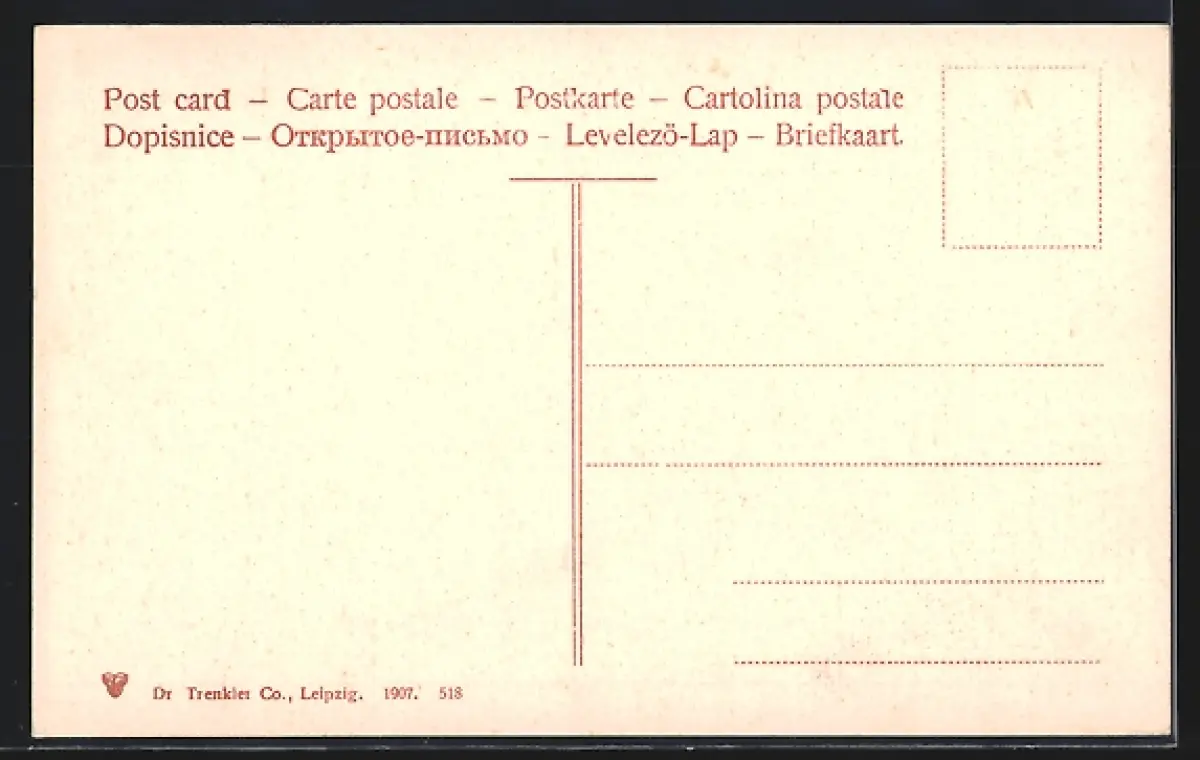 Post card – Carte postale – Postkarte – Cartolina postale
Dopisnice – Открытое-письмо – Levelező-Lap – Briefkaart.
Dr Trenkler Co., Leipzig. 1907. 518